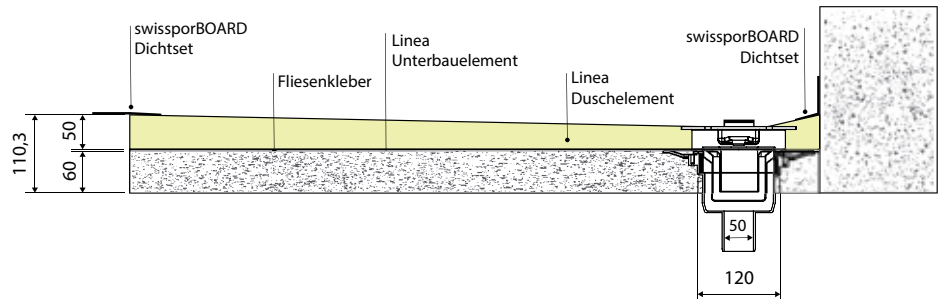 swissporBOARD
Dichtset
Fliesenkleber
Linea
Unterbauelement
Linea
Duschelement
swissporBOARD
Dichtset
110,3
50
60
50
120